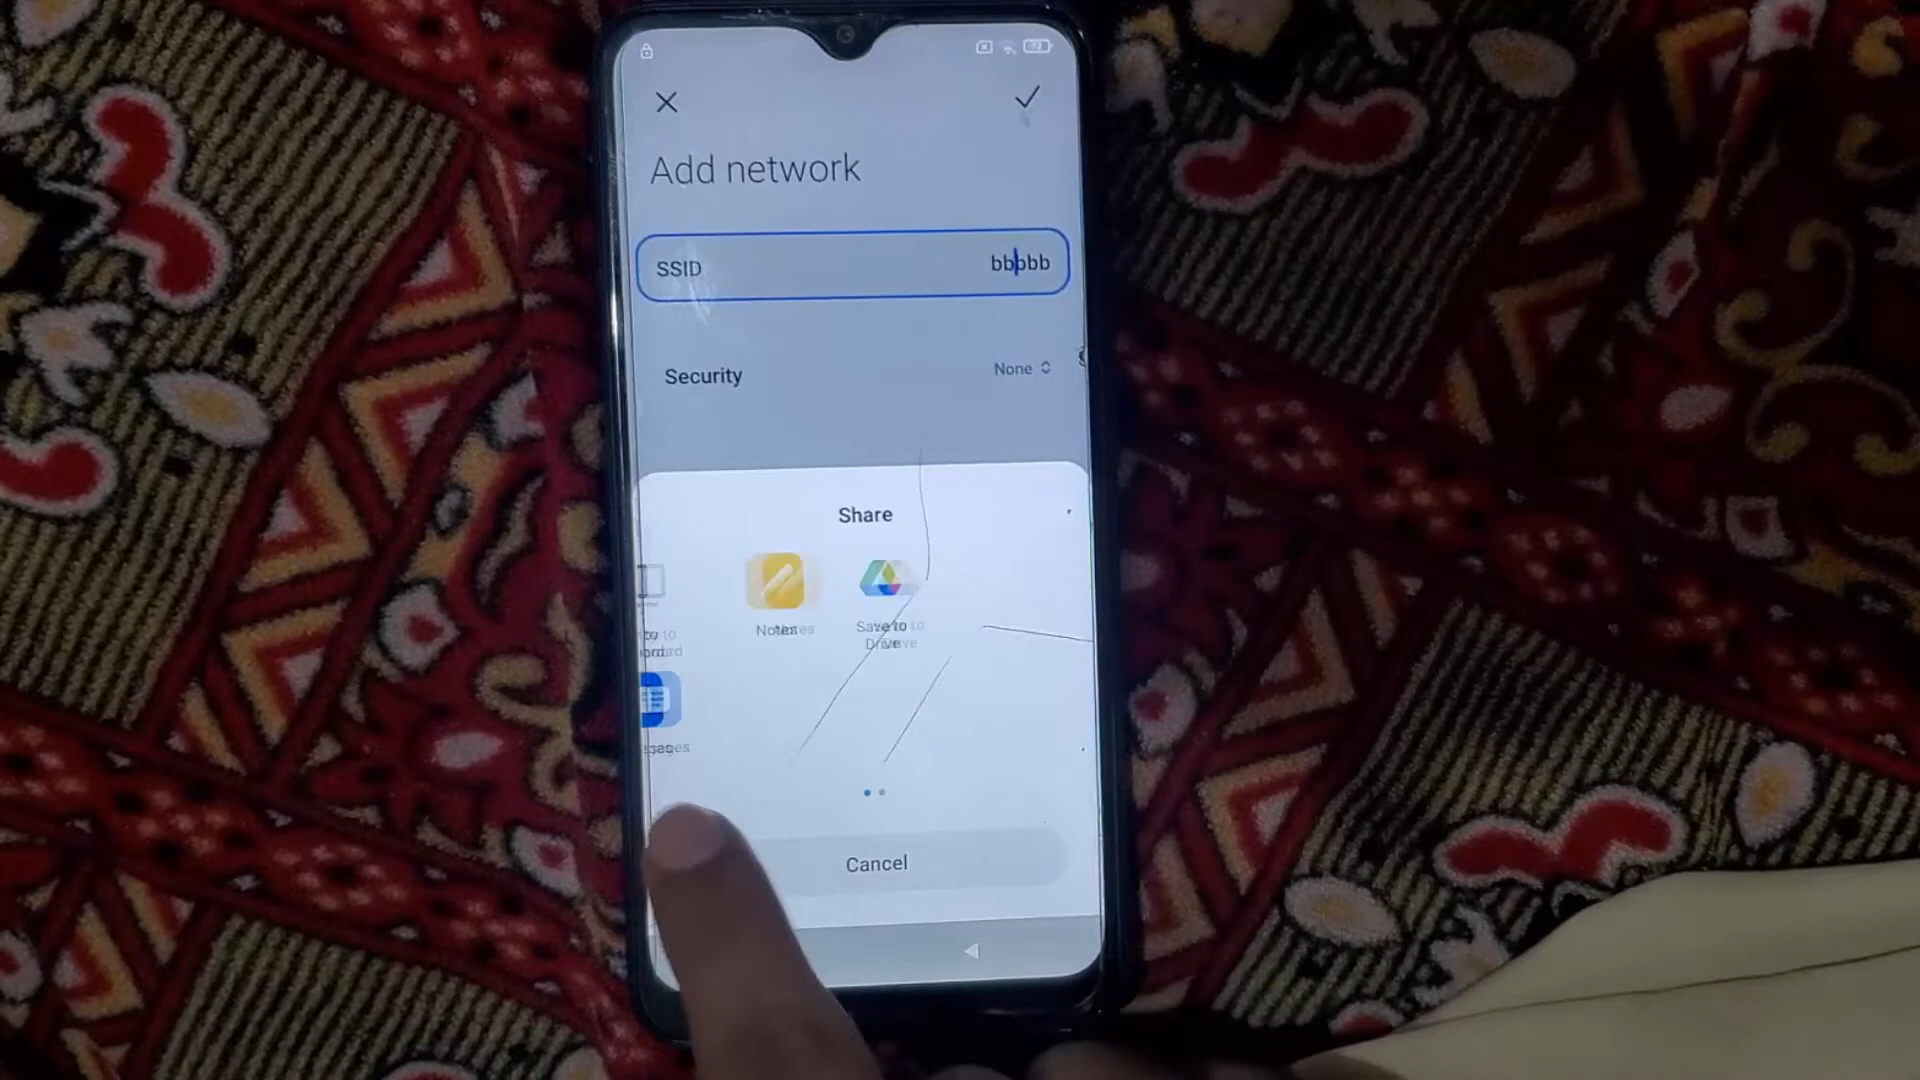 Add network
SSID
bbbbb
Security
None
Share
Notes
Save to
Drive
Cancel